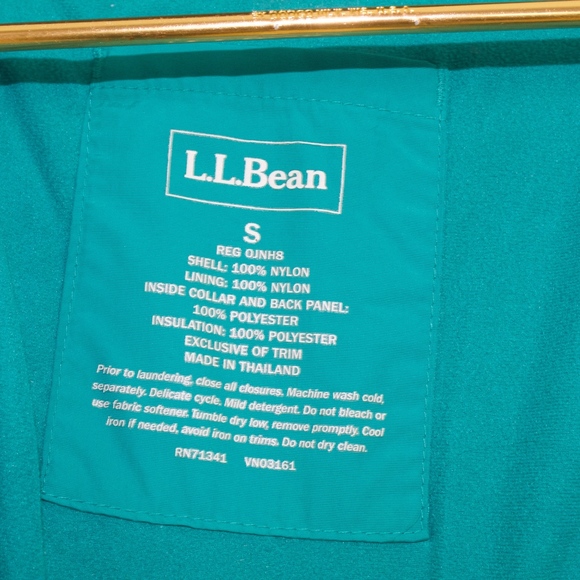 L.L.Bean
S
REG OJNH8
SHELL: 100% NYLON
LINING: 100% NYLON
INSIDE COLLAR AND BACK PANEL:
100% POLYESTER
INSULATION: 100% POLYESTER
EXCLUSIVE OF TRIM
MADE IN THAILAND
Prior to laundering, close all closures. Machine wash cold,
separately. Delicate cycle. Mild detergent. Do not bleach or
use fabric softener. Tumble dry low, remove promptly. Cool
iron if needed, avoid iron on trims. Do not dry clean.
RN71341 VN03161